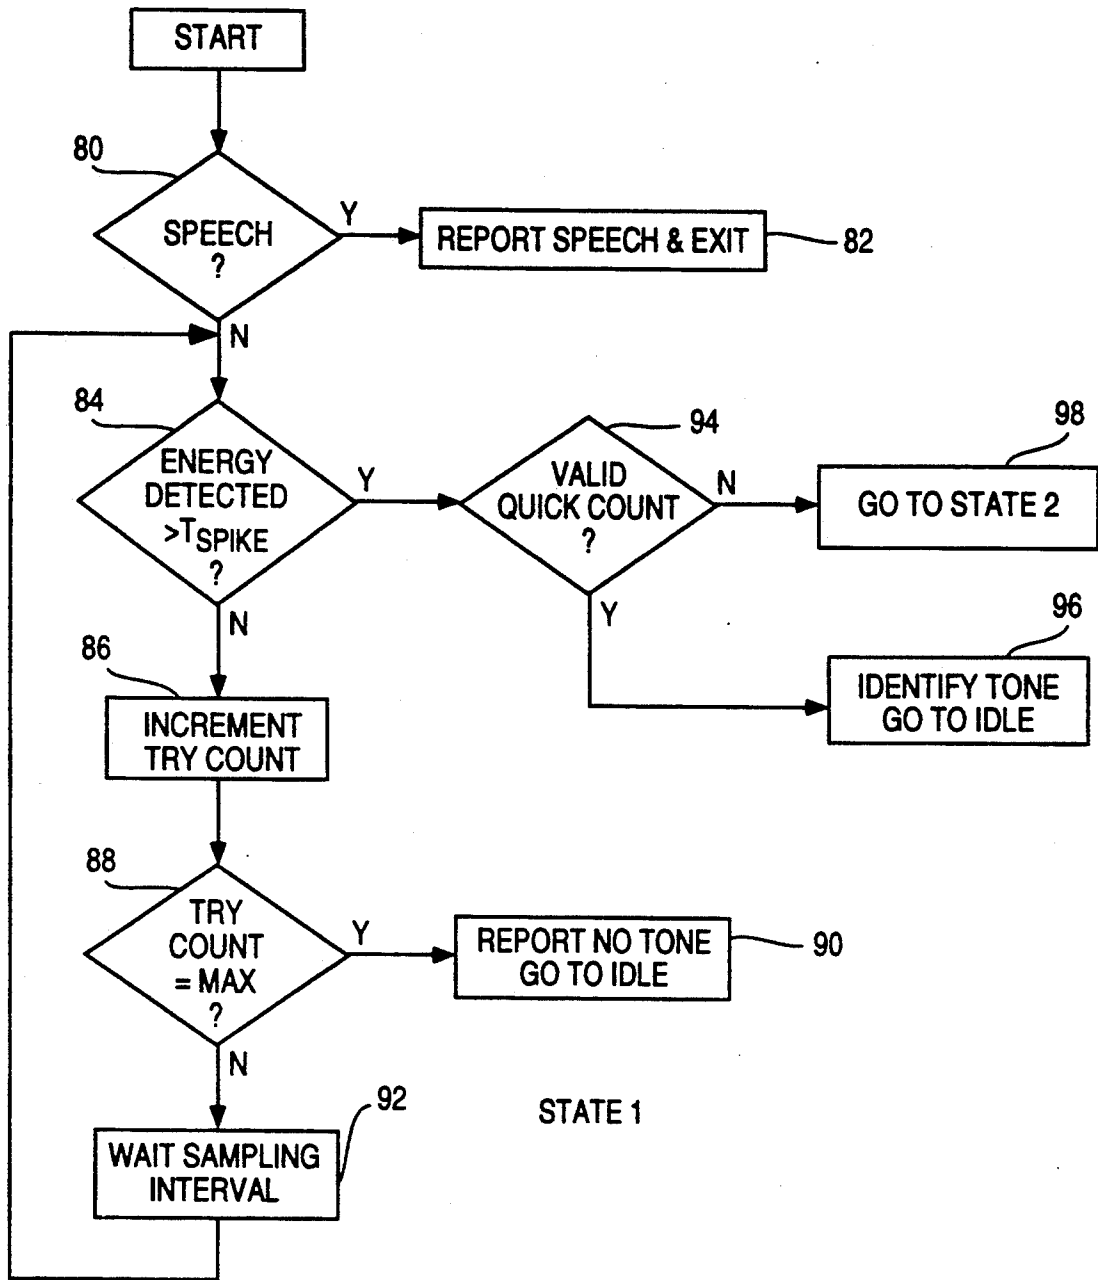 START
80
SPEECH
?
Y
REPORT SPEECH & EXIT
82
N
84
ENERGY
DETECTED
>TSPIKE
?
Y
94
VALID
QUICK COUNT
?
N
98
GO TO STATE 2
Y
96
IDENTIFY TONE
GO TO IDLE
N
86
INCREMENT
TRY COUNT
88
TRY
COUNT
= MAX
?
Y
REPORT NO TONE
GO TO IDLE
90
N
92
WAIT SAMPLING
INTERVAL
STATE 1